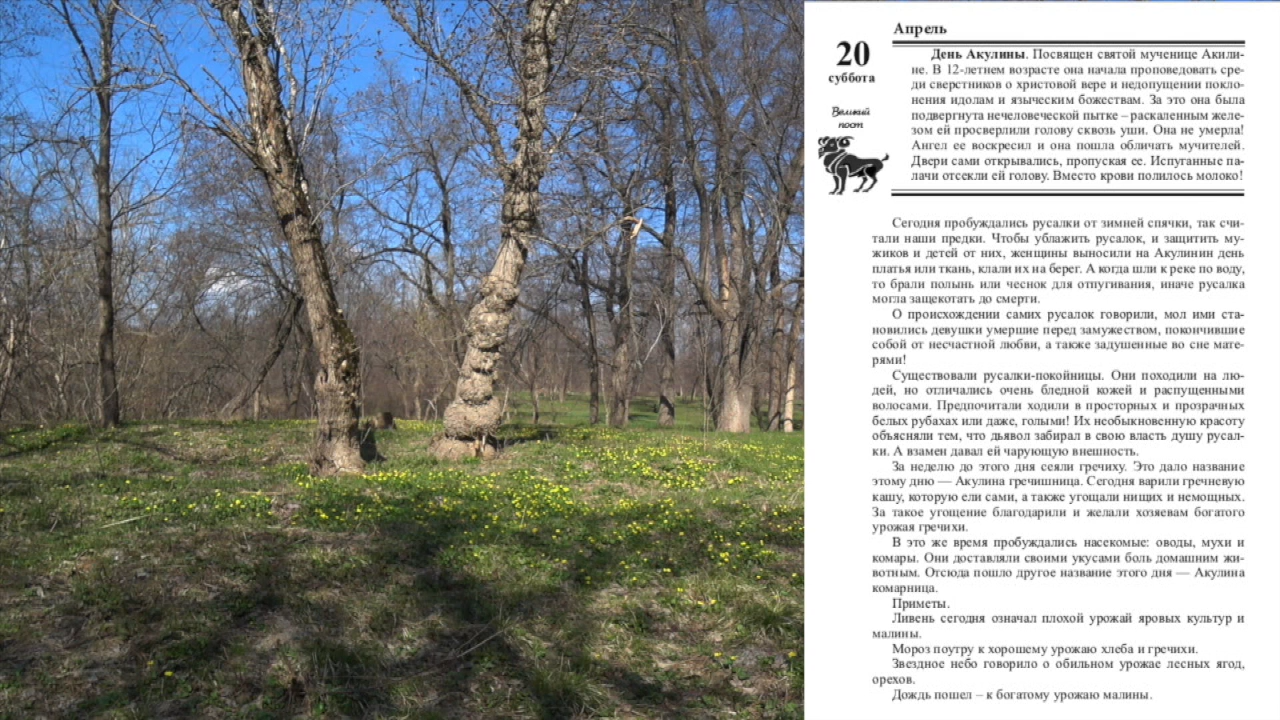 Апрель
20
суббота
Великий
пост
День Акулины. Посвящен святой мученице Акили-
не. В 12-летнем возрасте она начала проповедовать сре-
ди сверстников о христовой вере и недопущении покло-
нения идолам и языческим божествам. За это она была
подвергнута нечеловеческой пытке – раскаленным желе-
зом ей просверлили голову сквозь уши. Она не умерла!
Ангел ее воскресил и она пошла обличать мучителей.
Двери сами открывались, пропуская ее. Испуганные па-
лачи отсекли ей голову. Вместо крови полилось молоко!
Сегодня пробуждались русалки от зимней спячки, так счи-
тали наши предки. Чтобы ублажить русалок, и защитить му-
жиков и детей от них, женщины выносили на Акулинин день
платья или ткань, клали их на берег. А когда шли к реке по воду,
то брали полынь или чеснок для отпугивания, иначе русалка
могла защекотать до смерти.
О происхождении самих русалок говорили, мол ими ста-
новились девушки умершие перед замужеством, покончившие
собой от несчастной любви, а также задушенные во сне мате-
рями!
Существовали русалки-покойницы. Они походили на лю-
дей, но отличались очень бледной кожей и распущенными
волосами. Предпочитали ходили в просторных и прозрачных
белых рубахах или даже, голыми! Их необыкновенную красоту
объясняли тем, что дьявол забирал в свою власть душу русал-
ки. А взамен давал ей чарующую внешность.
За неделю до этого дня сеяли гречиху. Это дало название
этому дню — Акулина гречишница. Сегодня варили гречневую
кашу, которую ели сами, а также угощали нищих и немощных.
За такое угощение благодарили и желали хозяевам богатого
урожая гречихи.
В это же время пробуждались насекомые: оводы, мухи и
комары. Они доставляли своими укусами боль домашним жи-
вотным. Отсюда пошло другое название этого дня — Акулина
комарница.
Приметы.
Ливень сегодня означал плохой урожай яровых культур и
малины.
Мороз поутру к хорошему урожаю хлеба и гречихи.
Звездное небо говорило о обильном урожае лесных ягод,
орехов.
Дождь пошел – к богатому урожаю малины.